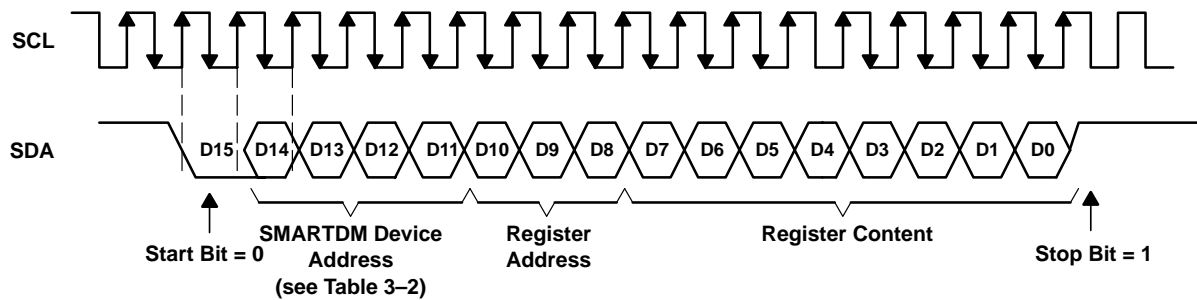 SCL
SDA
D15 D14 D13 D12 D11 D10 D9 D8 D7 D6 D5 D4 D3 D2 D1 D0
Start Bit = 0
SMARTDM Device
Address
(see Table 3–2)
Register
Address
Register Content
Stop Bit = 1